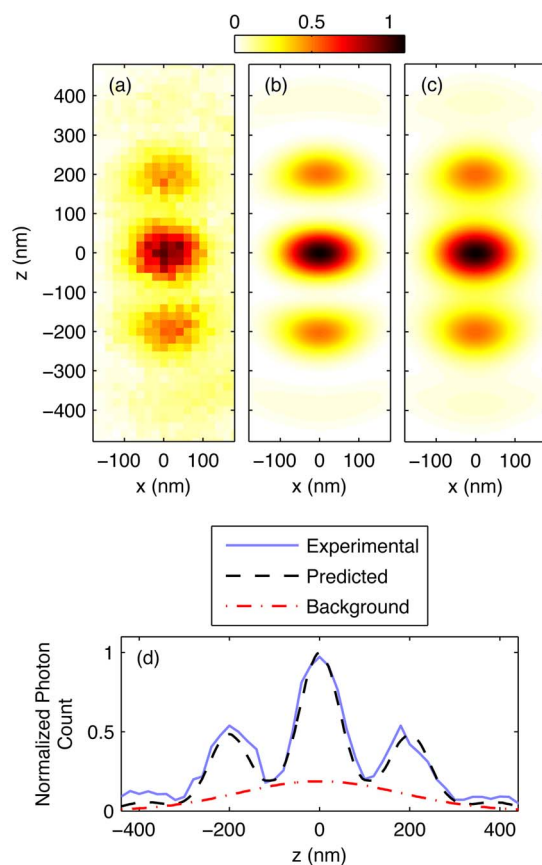 0 0.5 1
(a) (b) (c)
400
300
200
100
0
−100
−200
−300
−400
z (nm)
−100 0 100 −100 0 100 −100 0 100
x (nm) x (nm) x (nm)
Experimental
Predicted
Background
(d)
1
0.5
0
Normalized Photon
Count
−400 −200 0 200 400
z (nm)